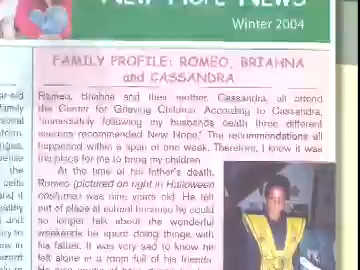 New Hope News
Winter 2004
FAMILY PROFILE: ROMEO, BRIAHNA
and CASSANDRA
Romeo, Briahna and their mother, Cassandra, all attend
the Center for Grieving Children. According to Cassandra,
"Immediately following my husbands death three different
sources recommended New Hope." The recommendations all
happened within a span of one week. Therefore, I knew it was
the place for me to bring my children.
At the time of his father's death,
Romeo (pictured on right in Halloween
costume) was nine years old. He felt
out of place at school because he could
no longer talk about the wonderful
weekends he spent doing things with
his father. It was very sad to know he
felt alone in a room full of his friends.